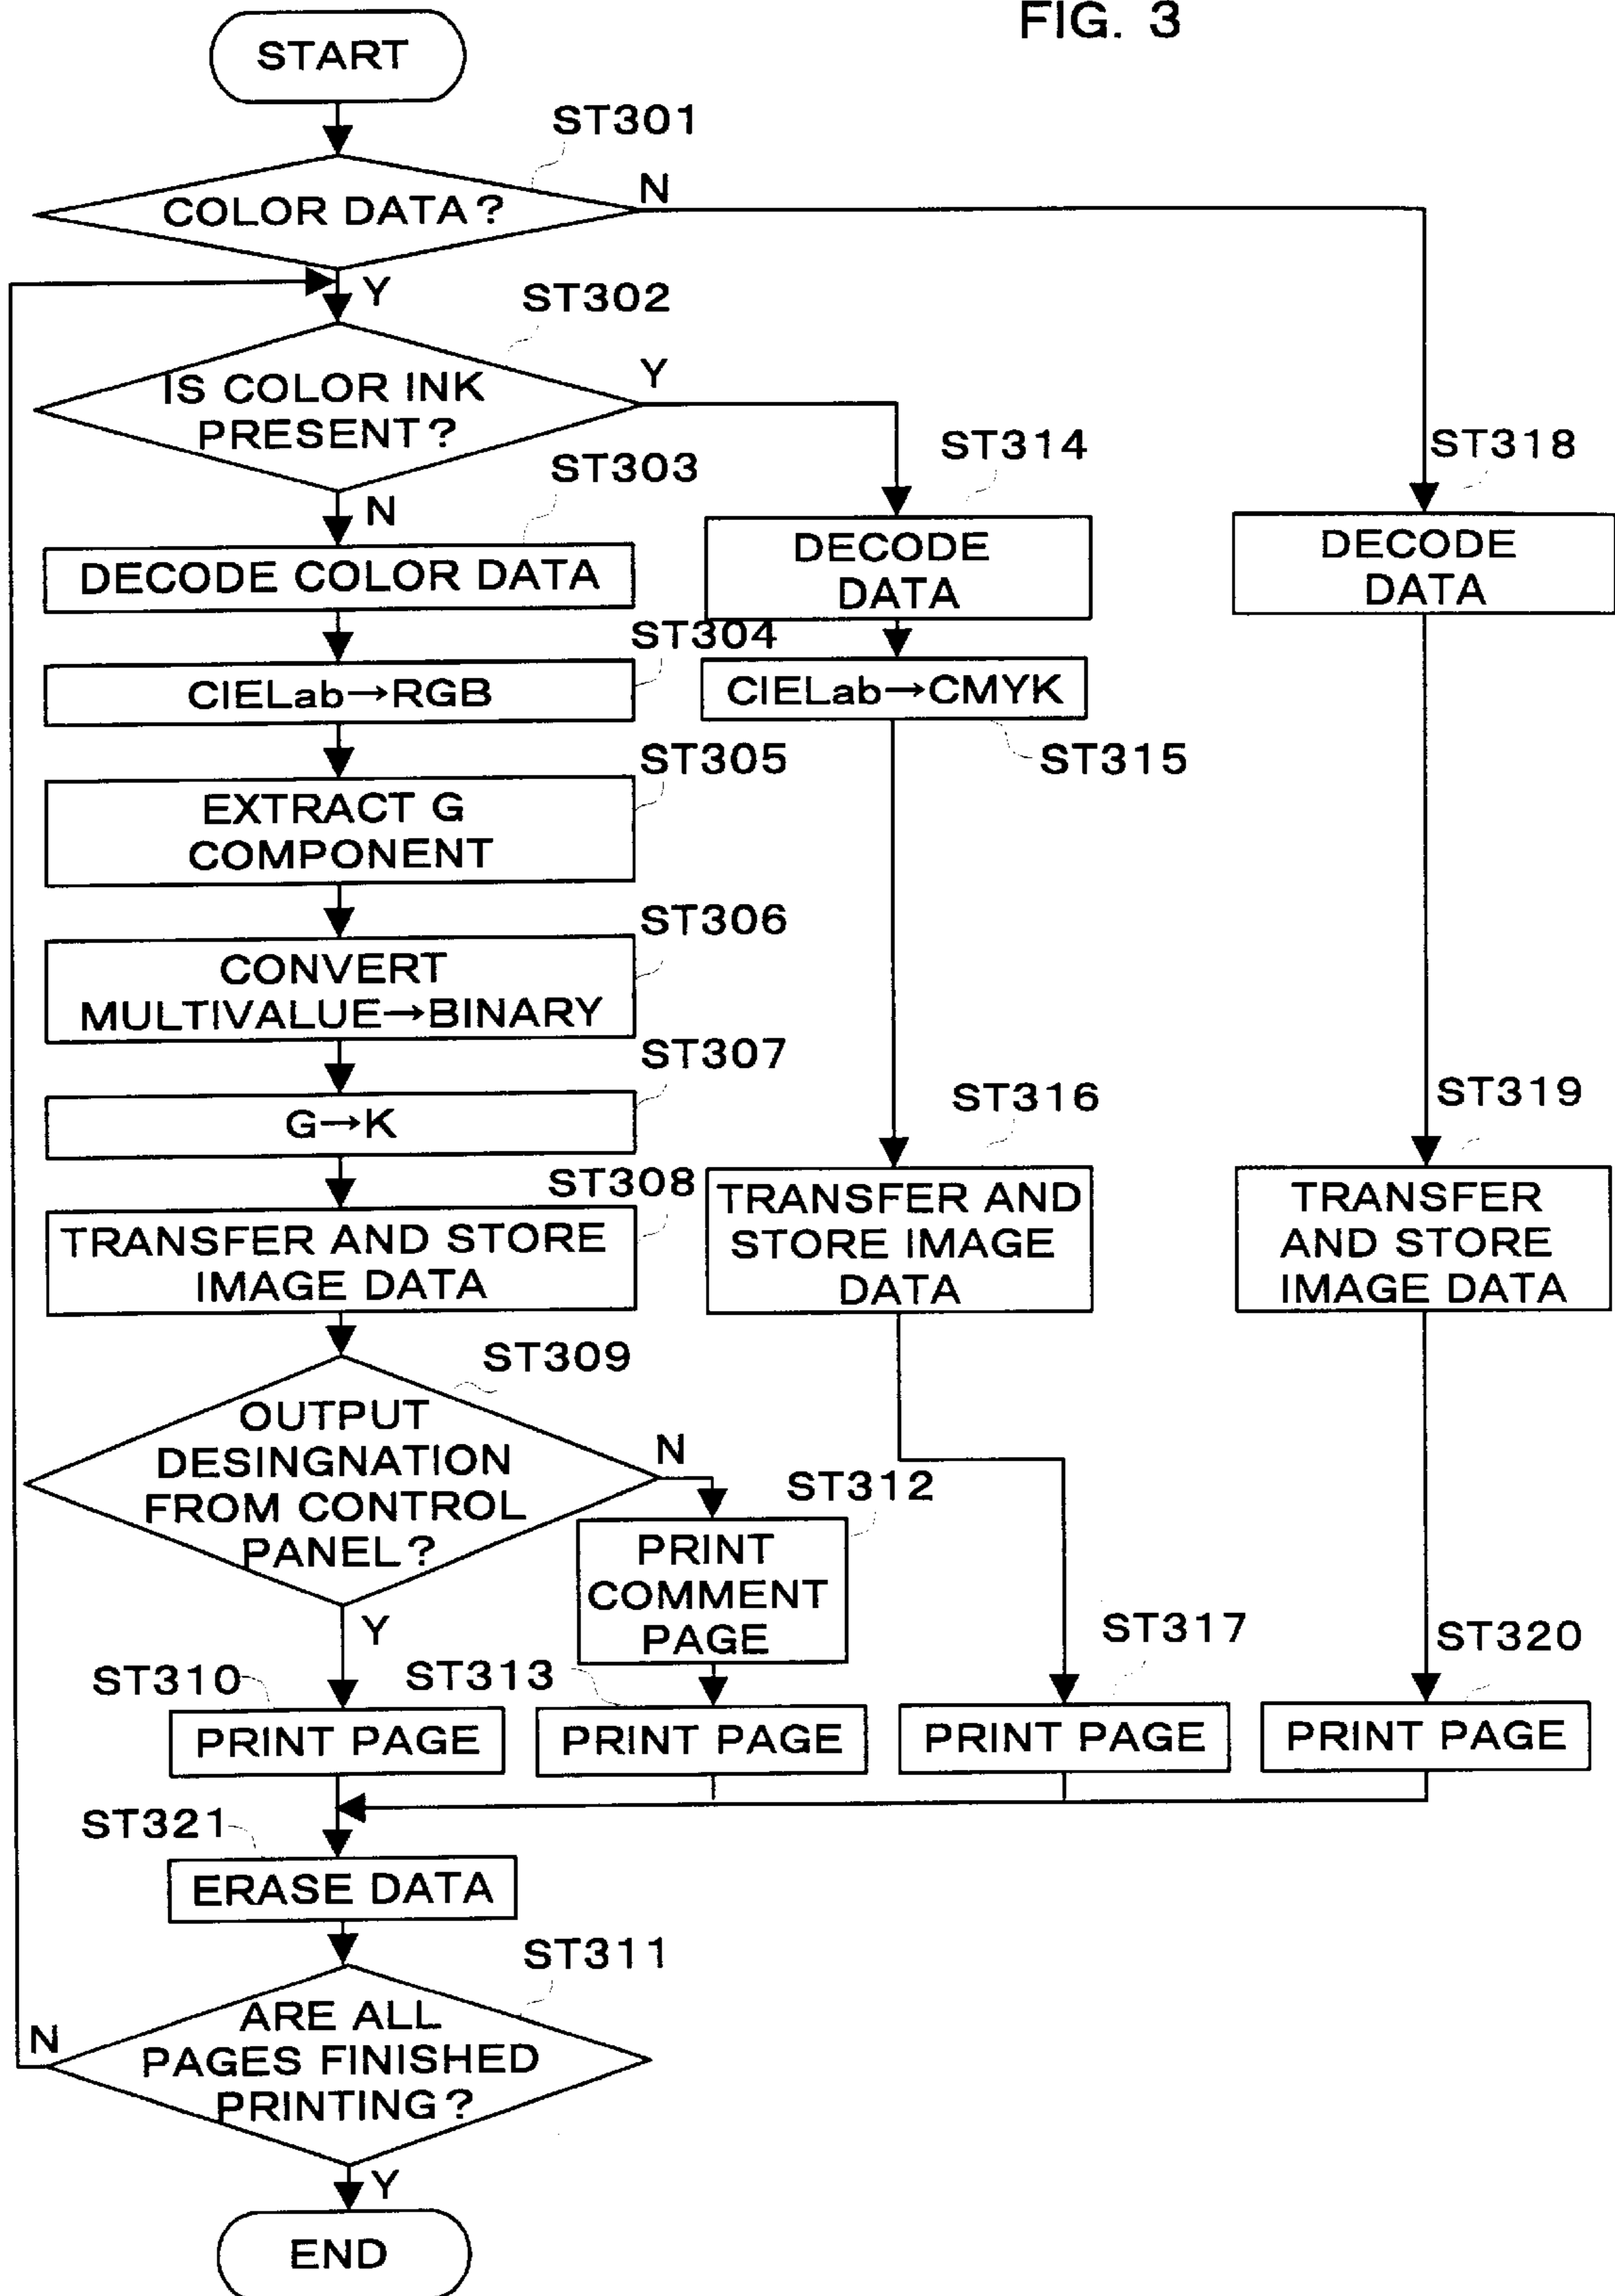 FIG. 3
START
ST301
COLOR DATA?
N
Y
ST302
IS COLOR INK
PRESENT?
Y
N
ST303
DECODE COLOR DATA
ST304
CIELab→RGB
ST305
EXTRACT G
COMPONENT
ST306
CONVERT
MULTIVALUE→BINARY
ST307
G→K
ST308
TRANSFER AND STORE
IMAGE DATA
ST309
OUTPUT
DESINGNATION
FROM CONTROL
PANEL?
N
Y
ST310
PRINT PAGE
ST312
PRINT
COMMENT
PAGE
ST313
PRINT PAGE
ST314
DECODE
DATA
CIELab→CMYK
ST315
ST316
TRANSFER AND
STORE IMAGE
DATA
ST317
PRINT PAGE
ST318
DECODE
DATA
ST319
TRANSFER
AND STORE
IMAGE DATA
ST320
PRINT PAGE
ST321
ERASE DATA
ST311
ARE ALL
PAGES FINISHED
PRINTING?
N
Y
END